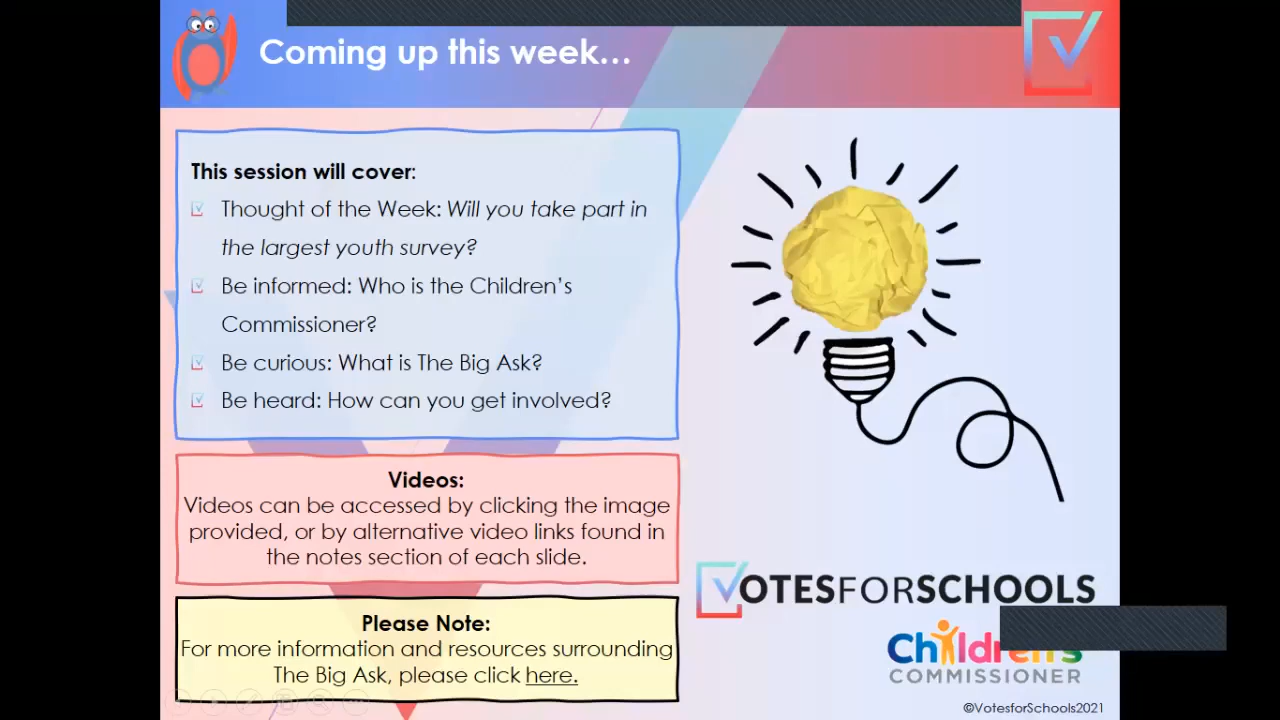 Coming up this week…
This session will cover:
Thought of the Week: Will you take part in
the largest youth survey?
Be informed: Who is the Children’s
Commissioner?
Be curious: What is The Big Ask?
Be heard: How can you get involved?
Videos:
Videos can be accessed by clicking the image
provided, or by alternative video links found in
the notes section of each slide.
Please Note:
For more information and resources surrounding
The Big Ask, please click here.
VOTESFORSCHOOLS
Children's
COMMISSIONER
©VotesforSchools2021